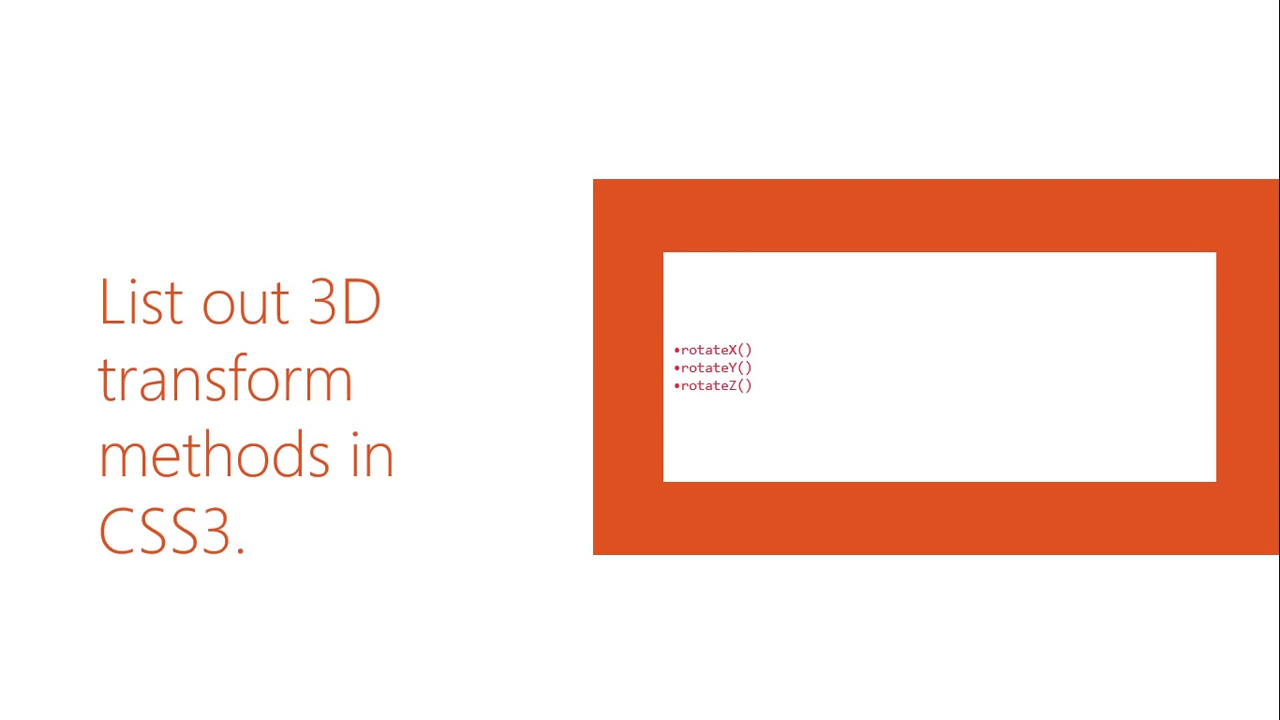 List out 3D
transform
methods in
CSS3.
•rotateX()
•rotateY()
•rotateZ()